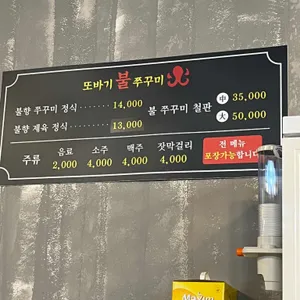 또바기 불 쭈꾸미
불향 쭈꾸미 정식 ········ 14,000
불향 제육 정식 ········ 13,000
불 쭈꾸미 철판 中 35,000
大 50,000
주류
음료 소주 맥주 잣막걸리
2,000 4,000 4,000 4,000
전 메뉴
포장가능합니다
Maxim